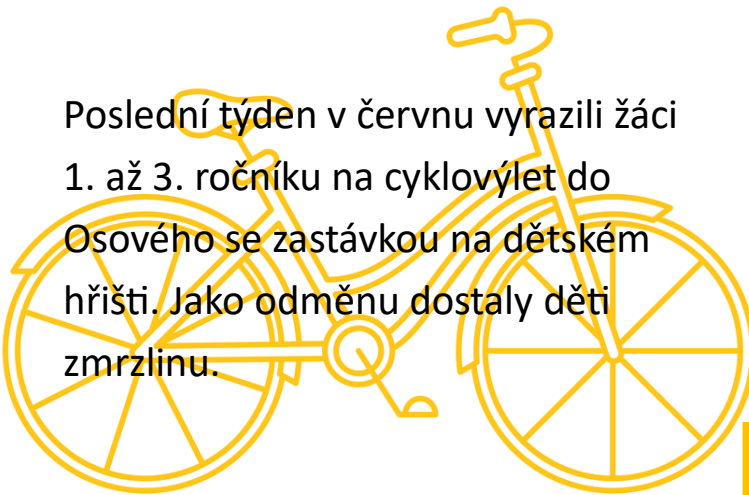 Poslední týden v červnu vyrazili žáci
1. až 3. ročníku na cyklovýlet do
Osového se zastávkou na dětském
hřišti. Jako odměnu dostaly děti
zmrzlinu.